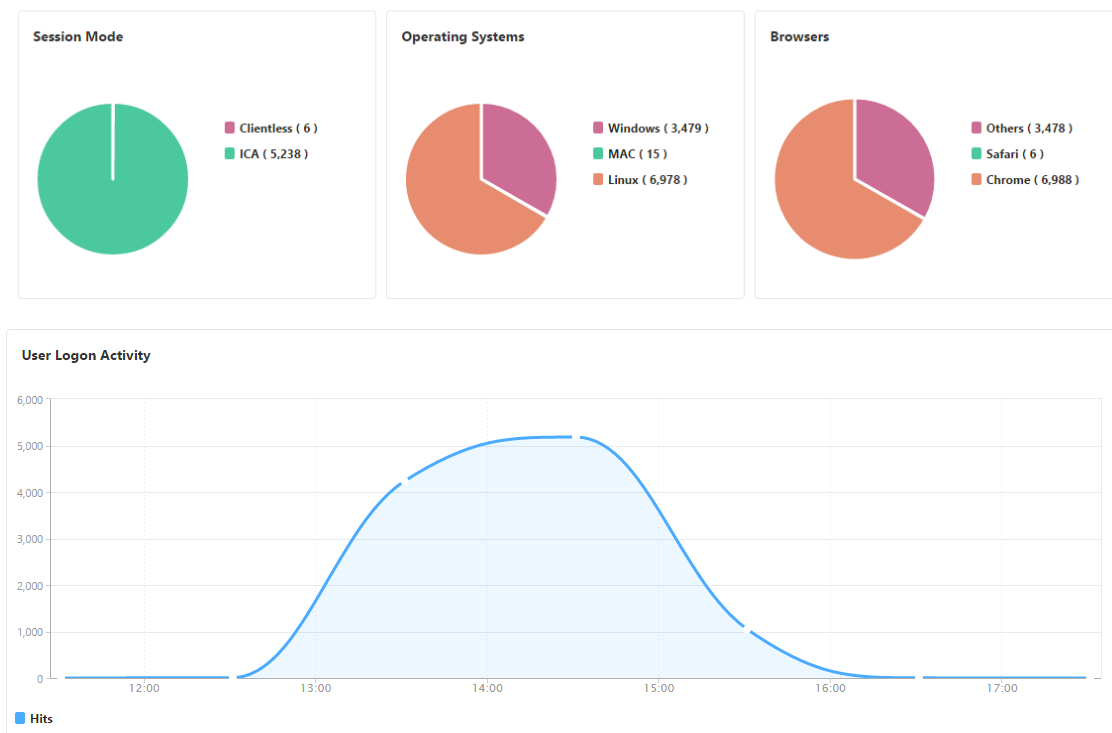 Session Mode
Clientless ( 6 )
ICA ( 5,238 )
Operating Systems
Windows ( 3,479 )
MAC ( 15 )
Linux ( 6,978 )
Browsers
Others ( 3,478 )
Safari ( 6 )
Chrome ( 6,988 )
User Logon Activity
6,000
5,000
4,000
3,000
2,000
1,000
0
12:00 13:00 14:00 15:00 16:00 17:00
Hits